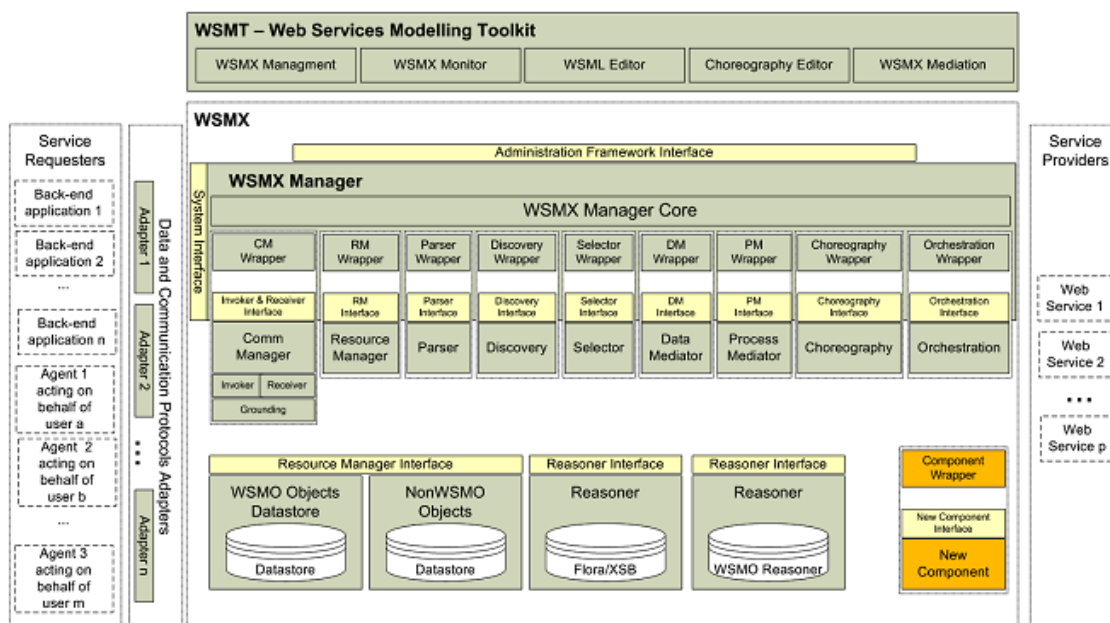 WSMT – Web Services Modelling Toolkit
WSMX Managment
WSMX Monitor
WSML Editor
Choreography Editor
WSMX Mediation
Service
Requesters
Back-end
application 1
Back-end
application 2
...
Back-end
application n
Agent 1
acting on
behalf of
user a
Agent 2
acting on
behalf of
user b
...
Agent 3
acting on
behalf of
user m
Adapter 1
Adapter 2
...
Adapter n
Data and Communication Protocols Adapters
WSMX
Administration Framework Interface
System Interface
WSMX Manager
WSMX Manager Core
CM
Wrapper
RM
Wrapper
Parser
Wrapper
Discovery
Wrapper
Selector
Wrapper
DM
Wrapper
PM
Wrapper
Choreography
Wrapper
Orchestration
Wrapper
Invoker & Receiver
Interface
RM
Interface
Parser
Interface
Discovery
Interface
Selector
Interface
DM
Interface
PM
Interface
Choreography
Interface
Orchestration
Interface
Comm
Manager
Resource
Manager
Parser
Discovery
Selector
Data
Mediator
Process
Mediator
Choreography
Orchestration
Invoker
Receiver
Grounding
Resource Manager Interface
WSMO Objects
Datastore
Datastore
NonWSMO
Objects
Datastore
Reasoner Interface
Reasoner
Flora/XSB
Reasoner Interface
Reasoner
WSMO Reasoner
Component
Wrapper
New Component
Interface
New
Component
Service
Providers
Web
Service 1
Web
Service 2
...
Web
Service p